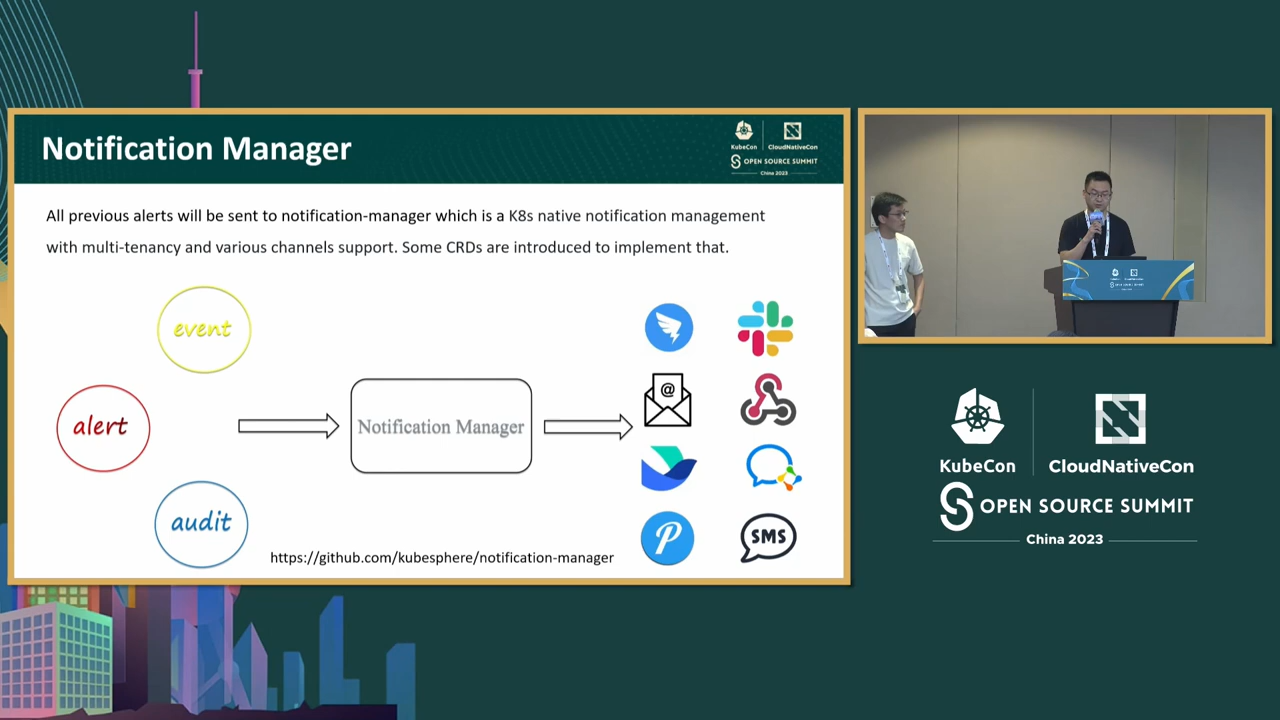 Notification Manager
KubeCon
CloudNativeCon
OPEN SOURCE SUMMIT
China 2023
All previous alerts will be sent to notification-manager which is a K8s native notification management
with multi-tenancy and various channels support. Some CRDs are introduced to implement that.
event
alert
audit
Notification Manager
@
SMS
https://github.com/kubesphere/notification-manager
KubeCon
CloudNativeCon
OPEN SOURCE SUMMIT
China 2023